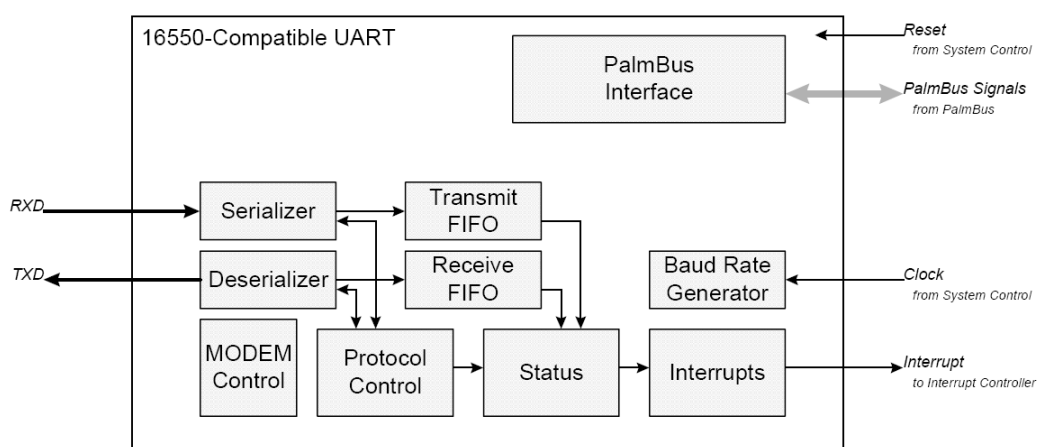 16550-Compatible UART
PalmBus
Interface
Reset
from System Control
PalmBus Signals
from PalmBus
RXD
Serializer
Transmit
FIFO
TXD
Deserializer
Receive
FIFO
Baud Rate
Generator
Clock
from System Control
MODEM
Control
Protocol
Control
Status
Interrupts
Interrupt
to Interrupt Controller